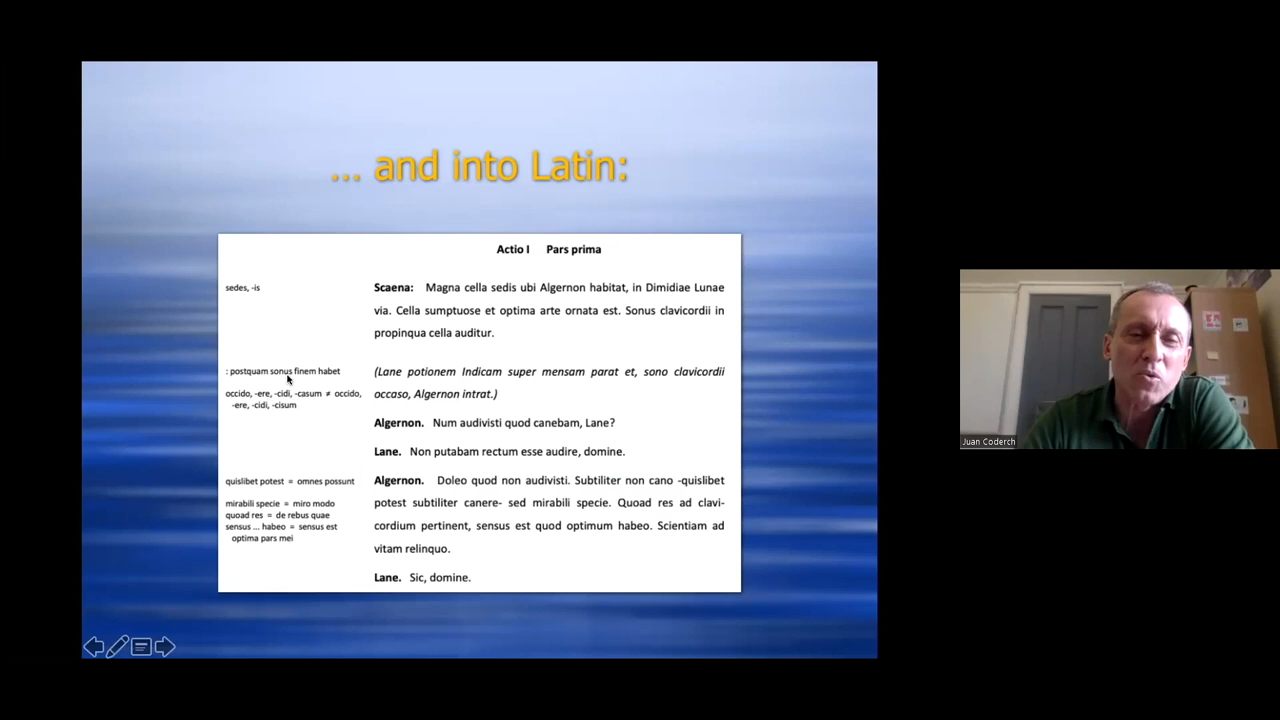 ... and into Latin:
Actio I Pars prima
sedes, -is
Scaena: Magna cella sedis ubi Algernon habitat, in Dimidiae Lunae
via. Cella sumptuose et optima arte ornata est. Sonus clavicordii in
propinqua cella auditur.
: postquam sonus finem habet
(Lane potionem Indicam super mensam parat et, sono clavicordii
occido, -ere, -cidi, -casum ≠ occido,
-ere, -cidi, -cisum
occaso, Algernon intrat.)
Algernon. Num audivisti quod canebam, Lane?
Lane. Non putabam rectum esse audire, domine.
quislibet potest = omnes possunt
Algernon. Doleo quod non audivisti. Subtiliter non cano -quislibet
mirabili specie = miro modo
potest subtiliter canere- sed mirabili specie. Quoad res ad clavi-
quoad res = de rebus quae
sensus ... habeo = sensus est
cordium pertinent, sensus est quod optimum habeo. Scientiam ad
optima pars mei
vitam relinquo.
Lane. Sic, domine.
Juan Coderch